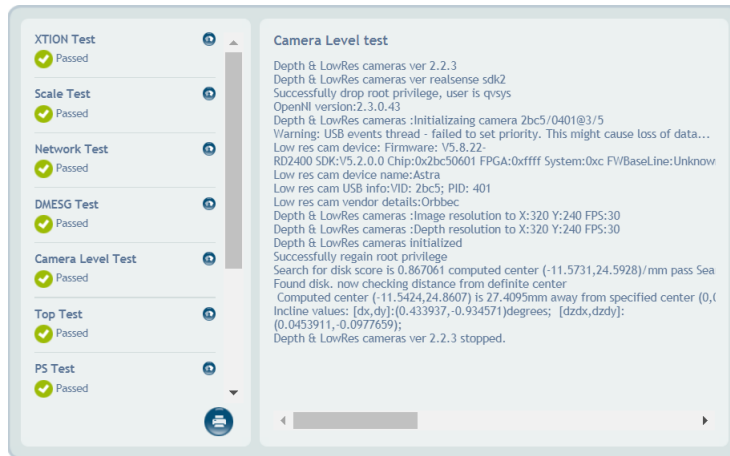 XTION Test
Passed
Scale Test
Passed
Network Test
Passed
DMESG Test
Passed
Camera Level Test
Passed
Top Test
Passed
PS Test
Passed
Camera Level test
Depth & LowRes cameras ver 2.2.3
Depth & LowRes cameras ver realsense sdk2
Successfully drop root privilege, user is qvsys
OpenNI version:2.3.0.43
Depth & LowRes cameras :Initializaing camera 2bc5/0401@3/5
Warning: USB events thread - failed to set priority. This might cause loss of data...
Low res cam device: Firmware: V5.8.22-
RD2400 SDK:V5.2.0.0 Chip:0x2bc50601 FPGA:0xffff System:0xc FWBaseLine:Unknow
Low res cam device name:Astra
Low res cam USB info:VID: 2bc5; PID: 401
Low res cam vendor details:Orbbec
Depth & LowRes cameras :Image resolution to X:320 Y:240 FPS:30
Depth & LowRes cameras :Depth resolution to X:320 Y:240 FPS:30
Depth & LowRes cameras initialized
Successfully regain root privilege
Search for disk score is 0.867061 computed center (-11.5731,24.5928)/mm pass Sea
Found disk. now checking distance from definite center
Computed center (-11.5424,24.8607) is 27.4095mm away from specified center (0,
Incline values: [dx,dy]:(0.433937,-0.934571)degrees; [dzdx,dzdy]:
(0.0453911,-0.0977659);
Depth & LowRes cameras ver 2.2.3 stopped.